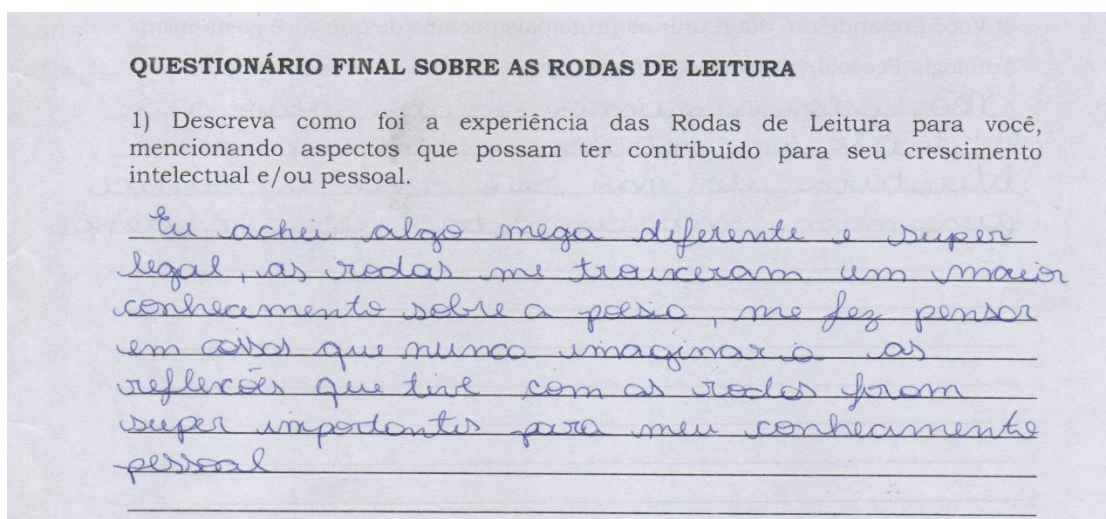 QUESTIONÁRIO FINAL SOBRE AS RODAS DE LEITURA
1) Descreva como foi a experiência das Rodas de Leitura para você,
mencionando aspectos que possam ter contribuído para seu crescimento
intelectual e/ou pessoal.
Eu achei algo mega diferente e super
legal, as rodas me trouxeram um maior
conhecamento sobre a poesia, me fez pensar
em coisas que nunca imaginaria as
reflexões que tive com as rodas foram
super importantes para meu conhecamento
pessoal